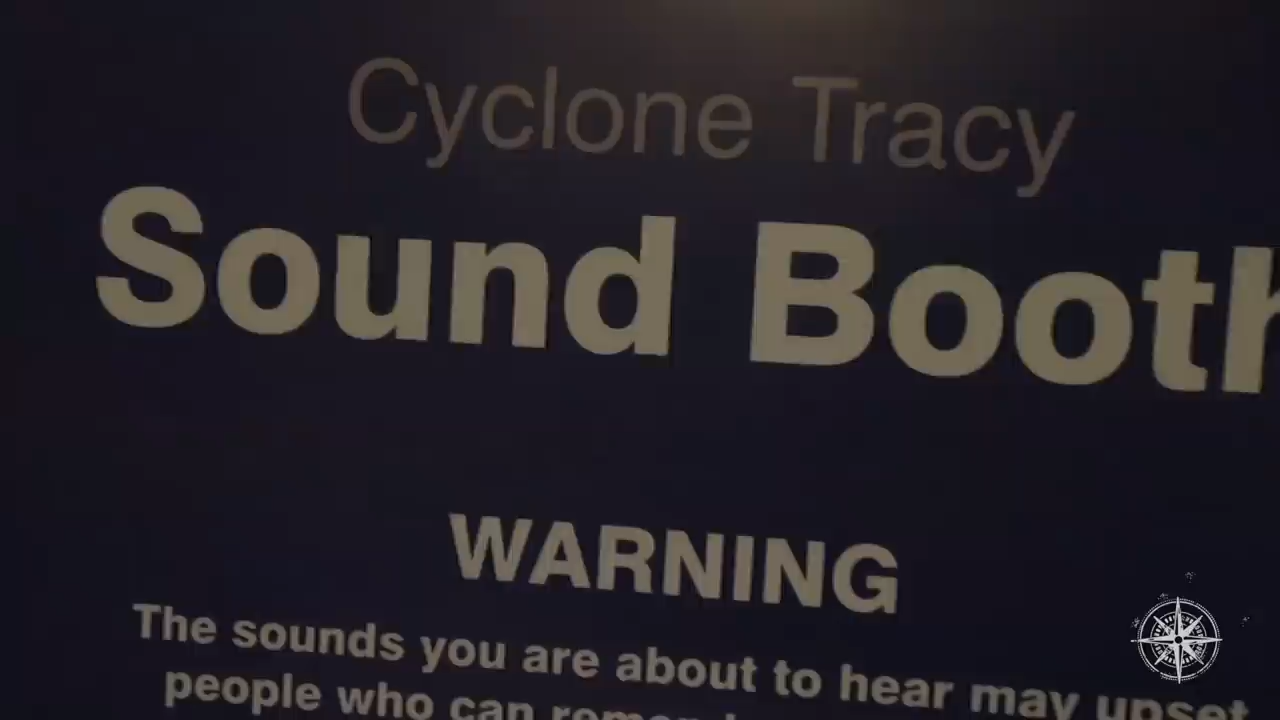 Cyclone Tracy
Sound Booth
WARNING
The sounds you are about to hear may upset
people who can